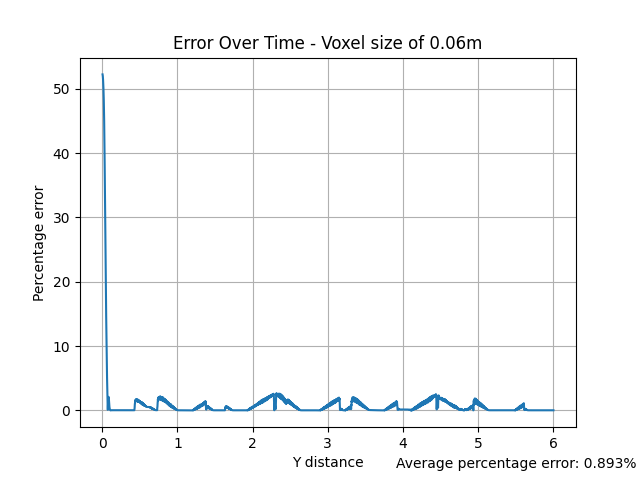 Error Over Time - Voxel size of 0.06m
50
40
30
20
10
0
Percentage error
0 1 2 3 4 5 6
Y distance
Average percentage error: 0.893%